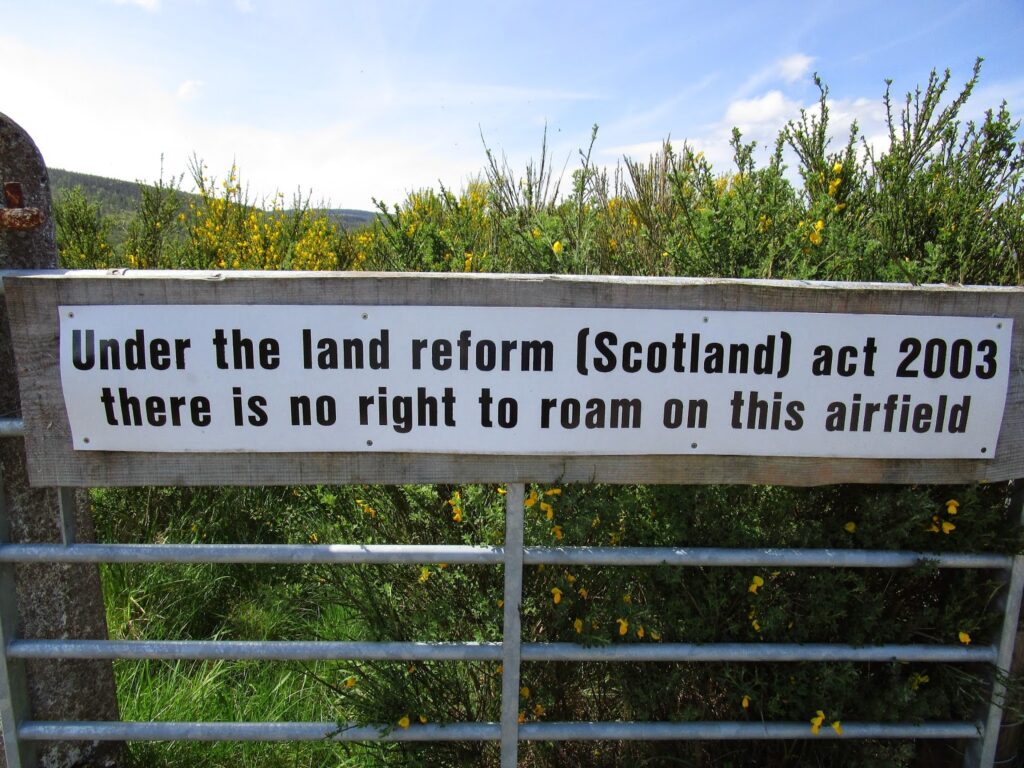 Under the land reform (Scotland) act 2003
there is no right to roam on this airfield